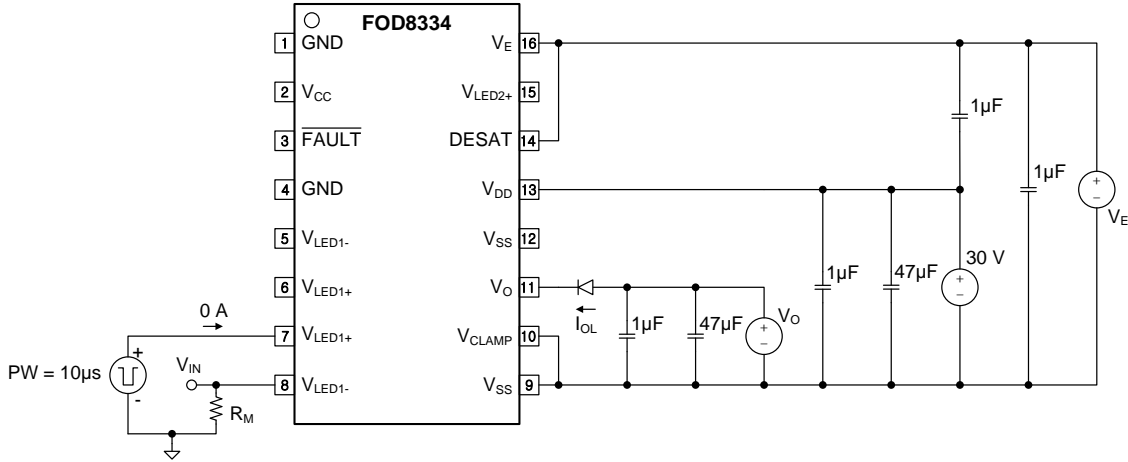 FOD8334
1 GND
2 VCC
3 FAULT
4 GND
5 VLED1-
6 VLED1+
7 VLED1+
8 VLED1-
VE 16
VLED2+ 15
DESAT 14
VDD 13
VSS 12
VO 11
VCLAMP 10
VSS 9
0 A
PW = 10µs
+
-
VIN
RM
IOL
1µF
47µF
+
−
VO
1µF
47µF
30 V
+
−
1µF
1µF
+
−
VE